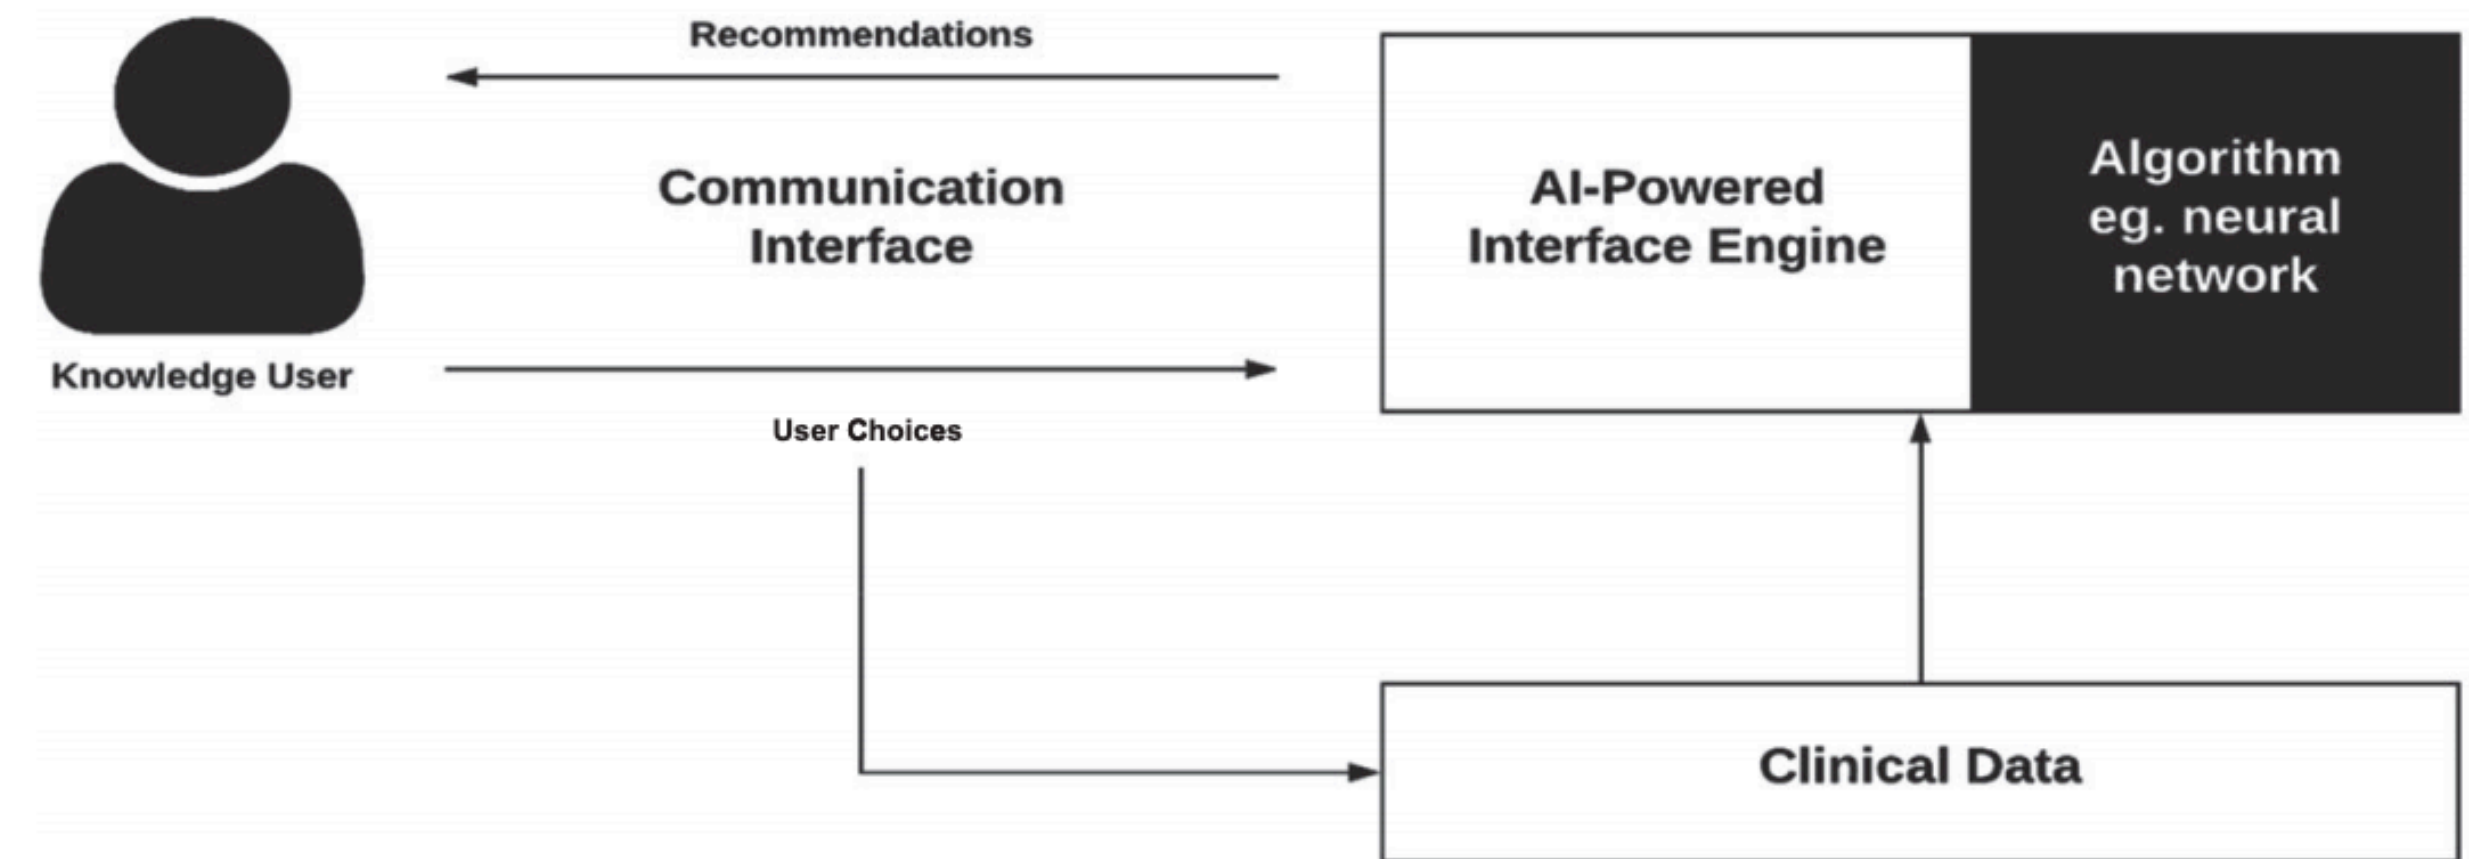 Recommendations
Communication
Interface
Knowledge User
User Choices
AI-Powered
Interface Engine
Algorithm
eg. neural
network
Clinical Data